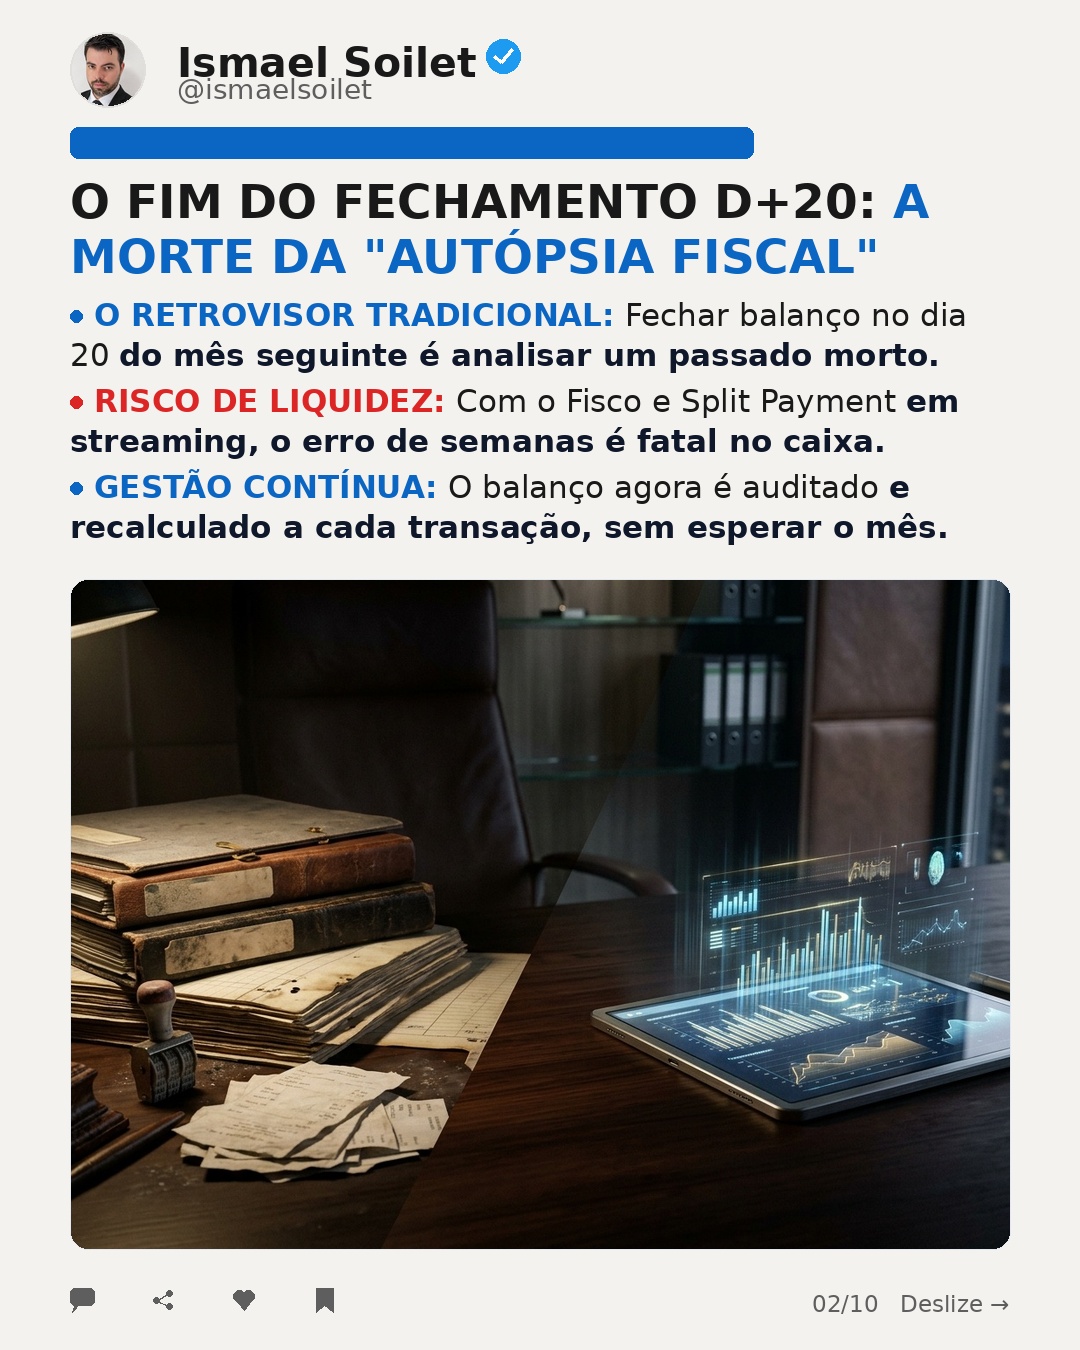 Ismael Soilet
@ismaelsoilet
O FIM DO FECHAMENTO D+20: A
MORTE DA "AUTÓPSIA FISCAL"
• O RETROVISOR TRADICIONAL: Fechar balanço no dia
20 do mês seguinte é analisar um passado morto.
• RISCO DE LIQUIDEZ: Com o Fisco e Split Payment em
streaming, o erro de semanas é fatal no caixa.
• GESTÃO CONTÍNUA: O balanço agora é auditado e
recalculado a cada transação, sem esperar o mês.
02/10 Deslize →